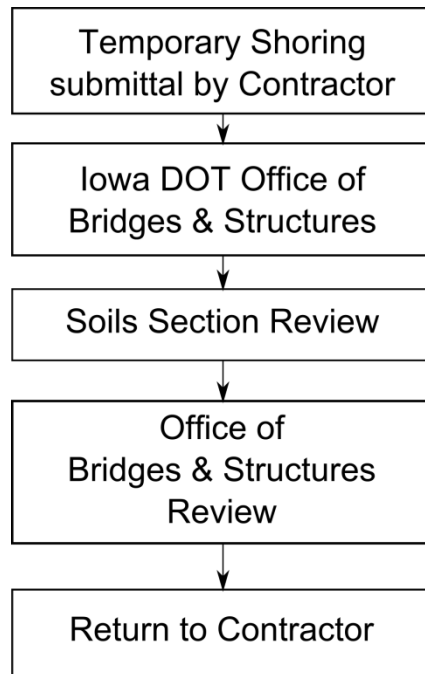 Temporary Shoring
submittal by Contractor
Iowa DOT Office of
Bridges & Structures
Soils Section Review
Office of
Bridges & Structures
Review
Return to Contractor